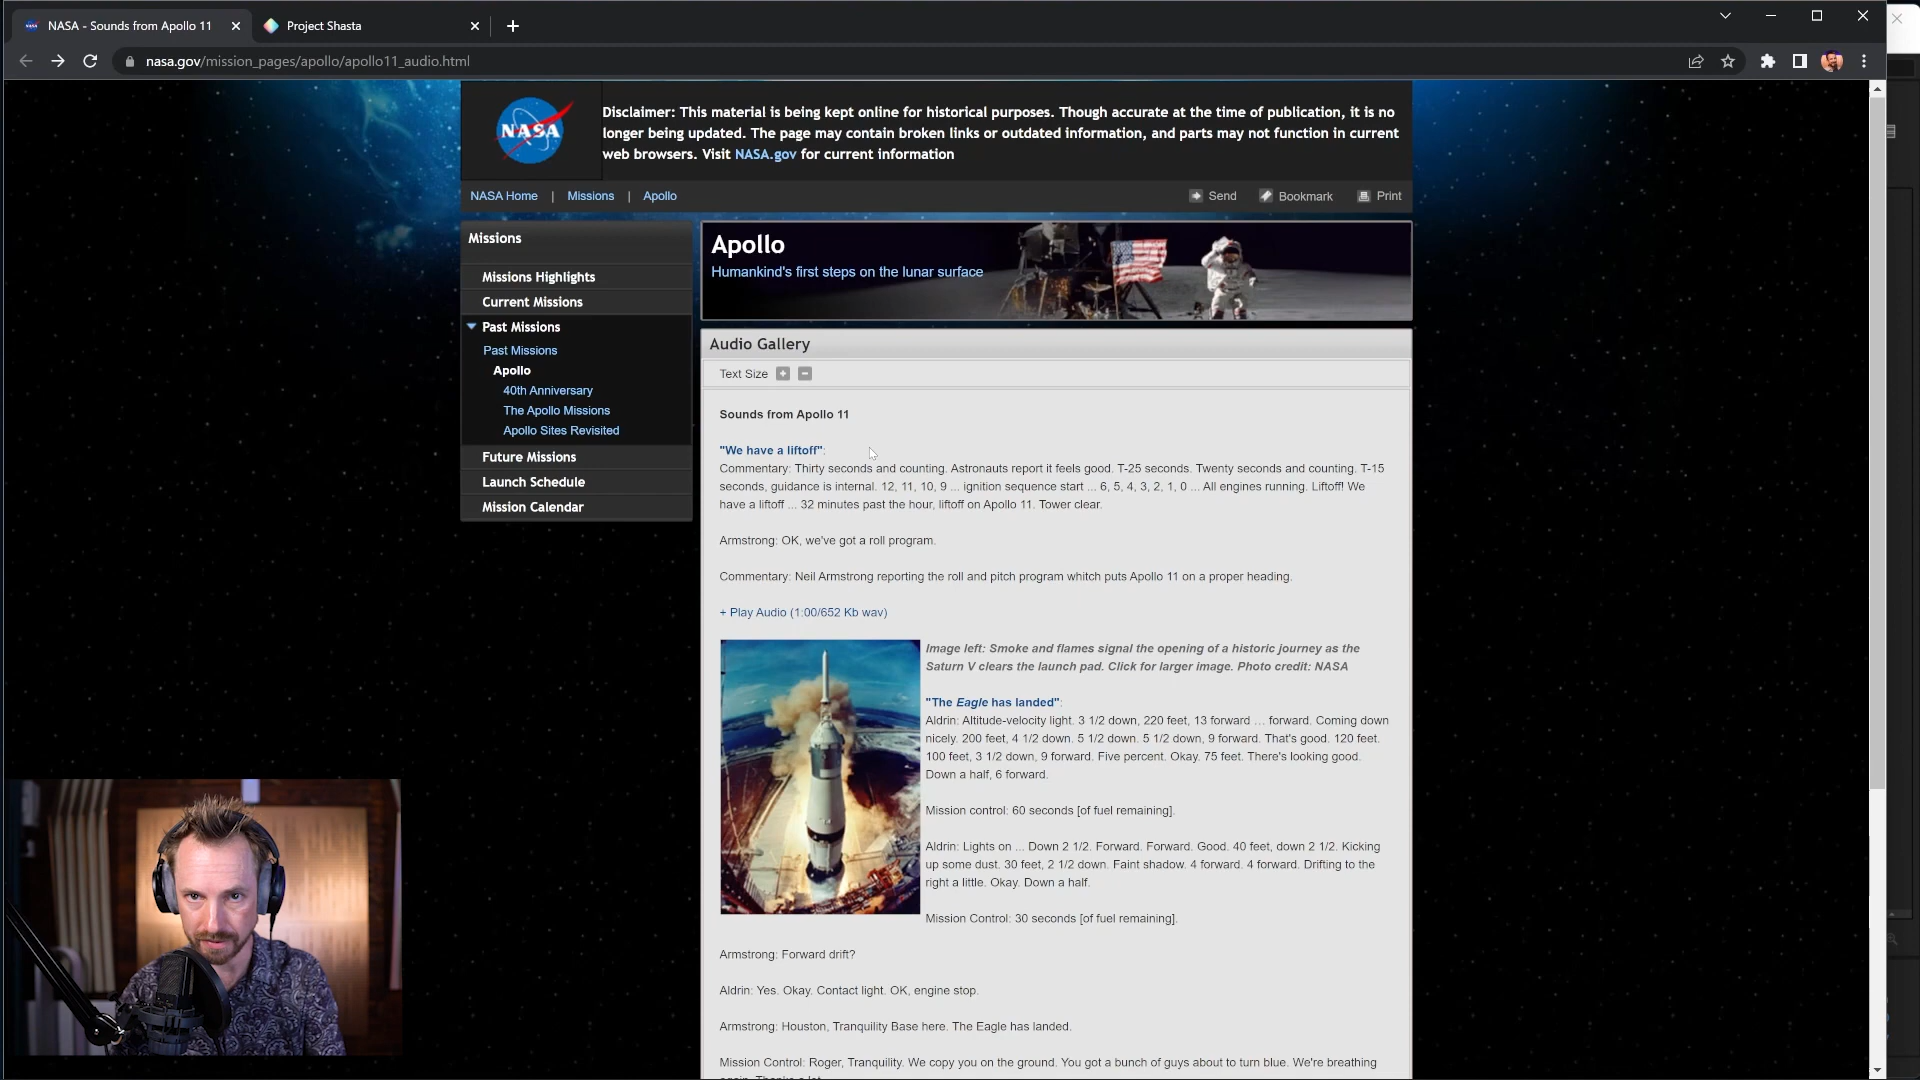 NASA - Sounds from Apollo 11
Project Shasta
nasa.gov/mission_pages/apollo/apollo11_audio.html
NASA
Disclaimer: This material is being kept online for historical purposes. Though accurate at the time of publication, it is no
longer being updated. The page may contain broken links or outdated information, and parts may not function in current
web browsers. Visit NASA.gov for current information
NASA Home | Missions | Apollo
Send
Bookmark
Print
Missions
Missions Highlights
Current Missions
Past Missions
Past Missions
Apollo
40th Anniversary
The Apollo Missions
Apollo Sites Revisited
Future Missions
Launch Schedule
Mission Calendar
Apollo
Humankind's first steps on the lunar surface
Audio Gallery
Text Size
Sounds from Apollo 11
"We have a liftoff":
Commentary: Thirty seconds and counting. Astronauts report it feels good. T-25 seconds. Twenty seconds and counting. T-15
seconds, guidance is internal. 12, 11, 10, 9 ... ignition sequence start ... 6, 5, 4, 3, 2, 1, 0 ... All engines running. Liftoff! We
have a liftoff ... 32 minutes past the hour, liftoff on Apollo 11. Tower clear.
Armstrong: OK, we've got a roll program.
Commentary: Neil Armstrong reporting the roll and pitch program whitch puts Apollo 11 on a proper heading.
+ Play Audio (1:00/652 Kb wav)
Image left: Smoke and flames signal the opening of a historic journey as the
Saturn V clears the launch pad. Click for larger image. Photo credit: NASA
"The Eagle has landed":
Aldrin: Altitude-velocity light. 3 1/2 down, 220 feet, 13 forward ... forward. Coming down
nicely. 200 feet, 4 1/2 down. 5 1/2 down. 5 1/2 down, 9 forward. That's good. 120 feet.
100 feet, 3 1/2 down, 9 forward. Five percent. Okay. 75 feet. There's looking good.
Down a half, 6 forward.
Mission control: 60 seconds [of fuel remaining].
Aldrin: Lights on ... Down 2 1/2. Forward. Forward. Good. 40 feet, down 2 1/2. Kicking
up some dust. 30 feet, 2 1/2 down. Faint shadow. 4 forward. 4 forward. Drifting to the
right a little. Okay. Down a half.
Mission Control: 30 seconds [of fuel remaining].
Armstrong: Forward drift?
Aldrin: Yes. Okay. Contact light. OK, engine stop.
Armstrong: Houston, Tranquility Base here. The Eagle has landed.
Mission Control: Roger, Tranquility. We copy you on the ground. You got a bunch of guys about to turn blue. We're breathing